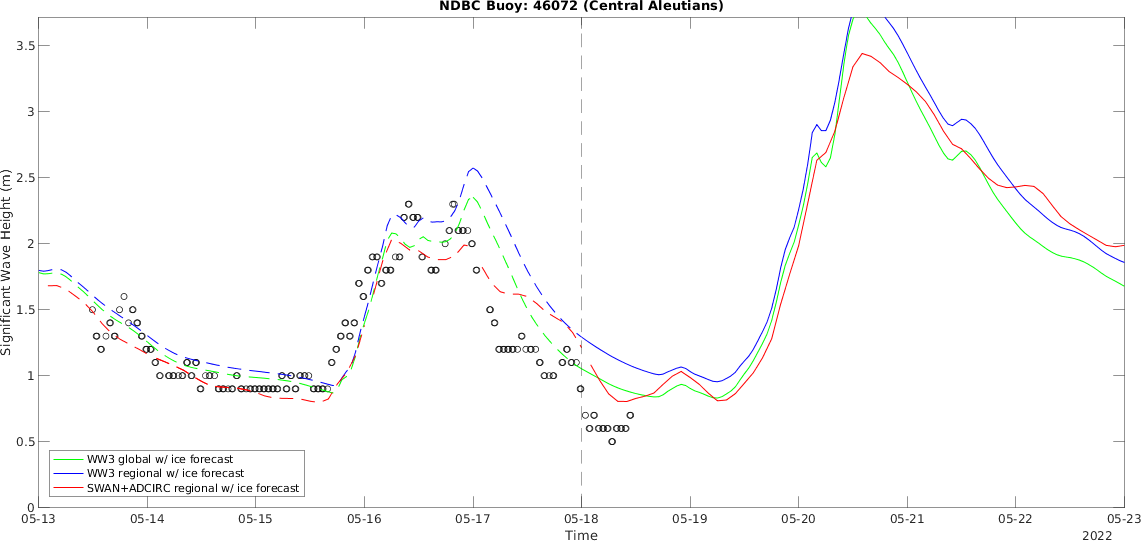 NDBC Buoy: 46072 (Central Aleutians)
Significant Wave Height (m)
3.5
3
2.5
2
1.5
1
0.5
0
WW3 global w/ ice forecast
WW3 regional w/ ice forecast
SWAN+ADCIRC regional w/ ice forecast
05-13 05-14 05-15 05-16 05-17 05-18 05-19 05-20 05-21 05-22 05-23
Time
2022